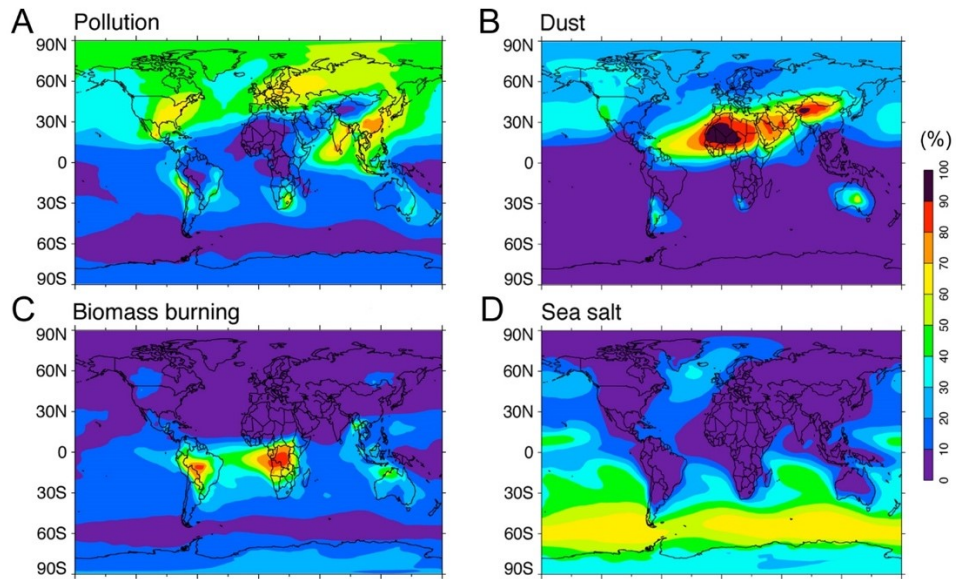 A Pollution
90N
60N
30N
0
30S
60S
90S
B Dust
90N
60N
30N
0
30S
60S
90S
(%)
100
90
80
70
60
50
40
30
20
10
0
C Biomass burning
90N
60N
30N
0
30S
60S
90S
D Sea salt
90N
60N
30N
0
30S
60S
90S